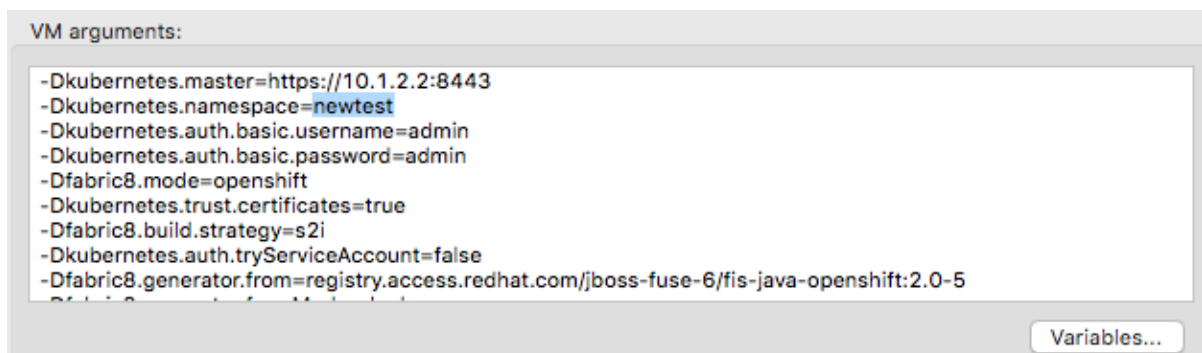 VM arguments:
-Dkubernetes.master=https://10.1.2.2:8443
-Dkubernetes.namespace=newtest
-Dkubernetes.auth.basic.username=admin
-Dkubernetes.auth.basic.password=admin
-Dfabric8.mode=openshift
-Dkubernetes.trust.certificates=true
-Dfabric8.build.strategy=s2i
-Dkubernetes.auth.tryServiceAccount=false
-Dfabric8.generator.from=registry.access.redhat.com/jboss-fuse-6/fis-java-openshift:2.0-5
Variables...